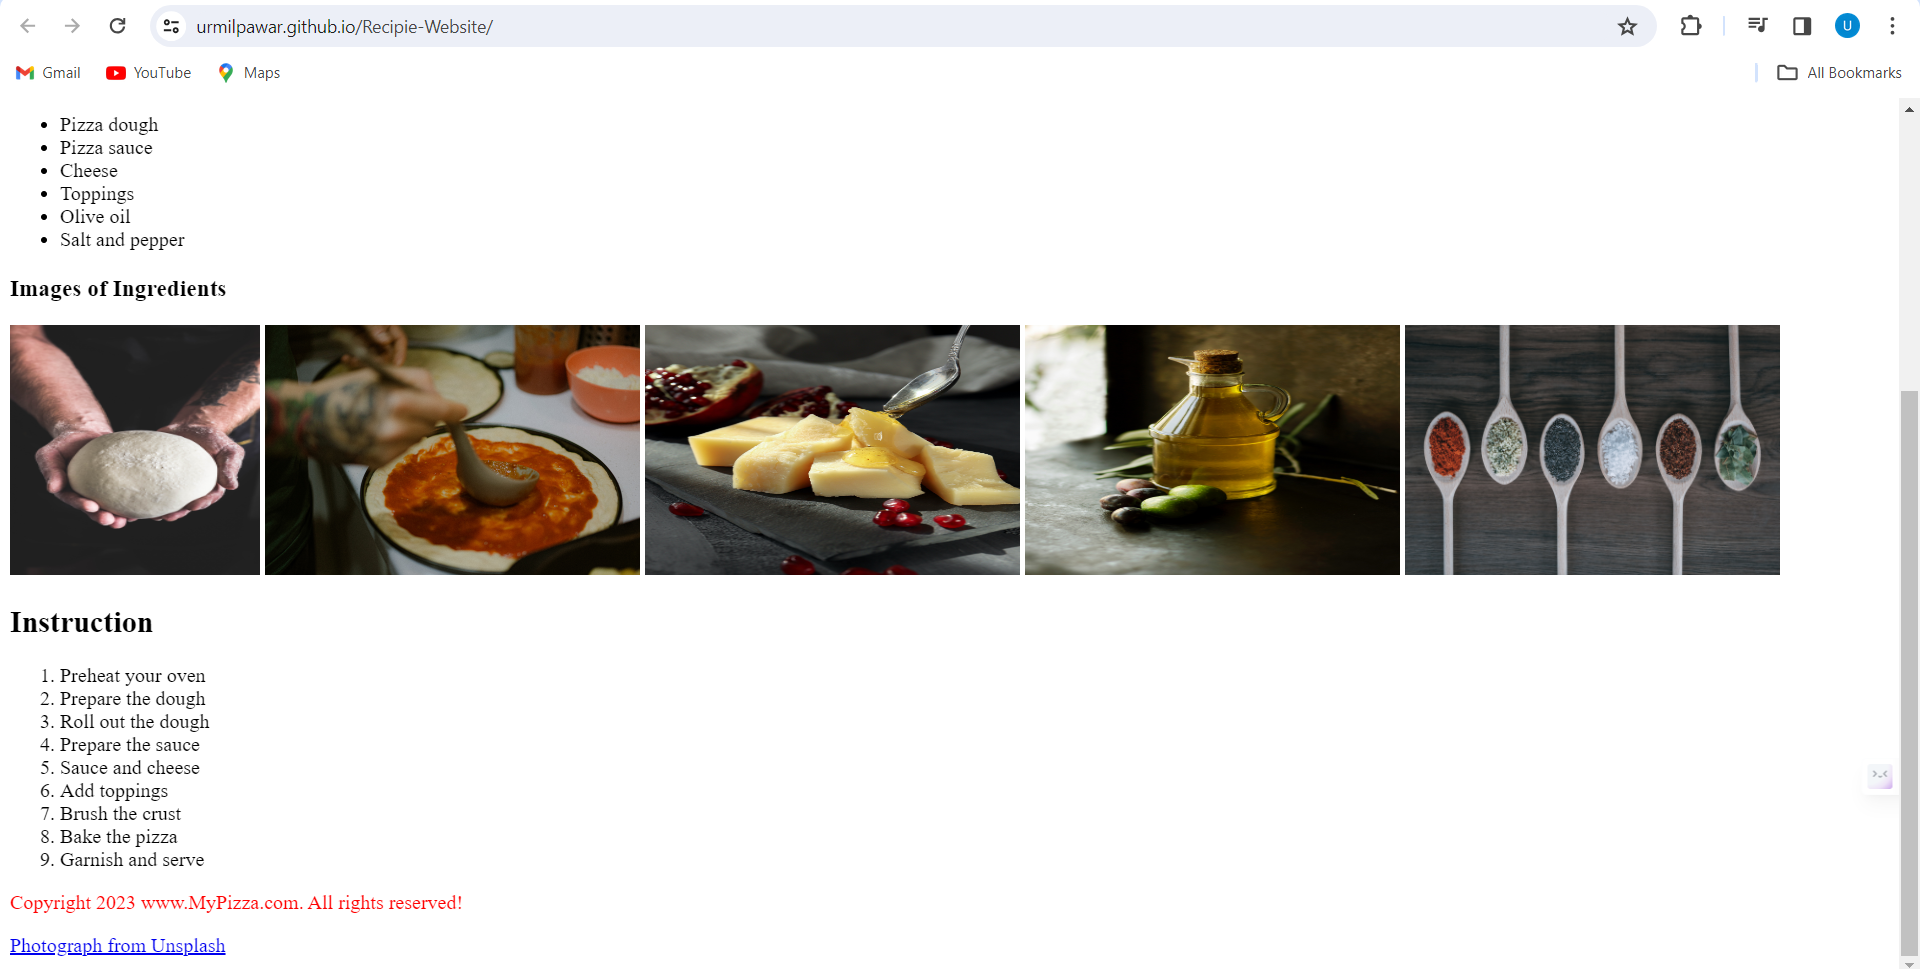 urmilpawar.github.io/Recipie-Website/
U
Gmail
YouTube
Maps
All Bookmarks
Pizza dough
Pizza sauce
Cheese
Toppings
Olive oil
Salt and pepper
Images of Ingredients
Instruction
1. Preheat your oven
2. Prepare the dough
3. Roll out the dough
4. Prepare the sauce
5. Sauce and cheese
6. Add toppings
7. Brush the crust
8. Bake the pizza
9. Garnish and serve
Copyright 2023 www.MyPizza.com. All rights reserved!
Photograph from Unsplash